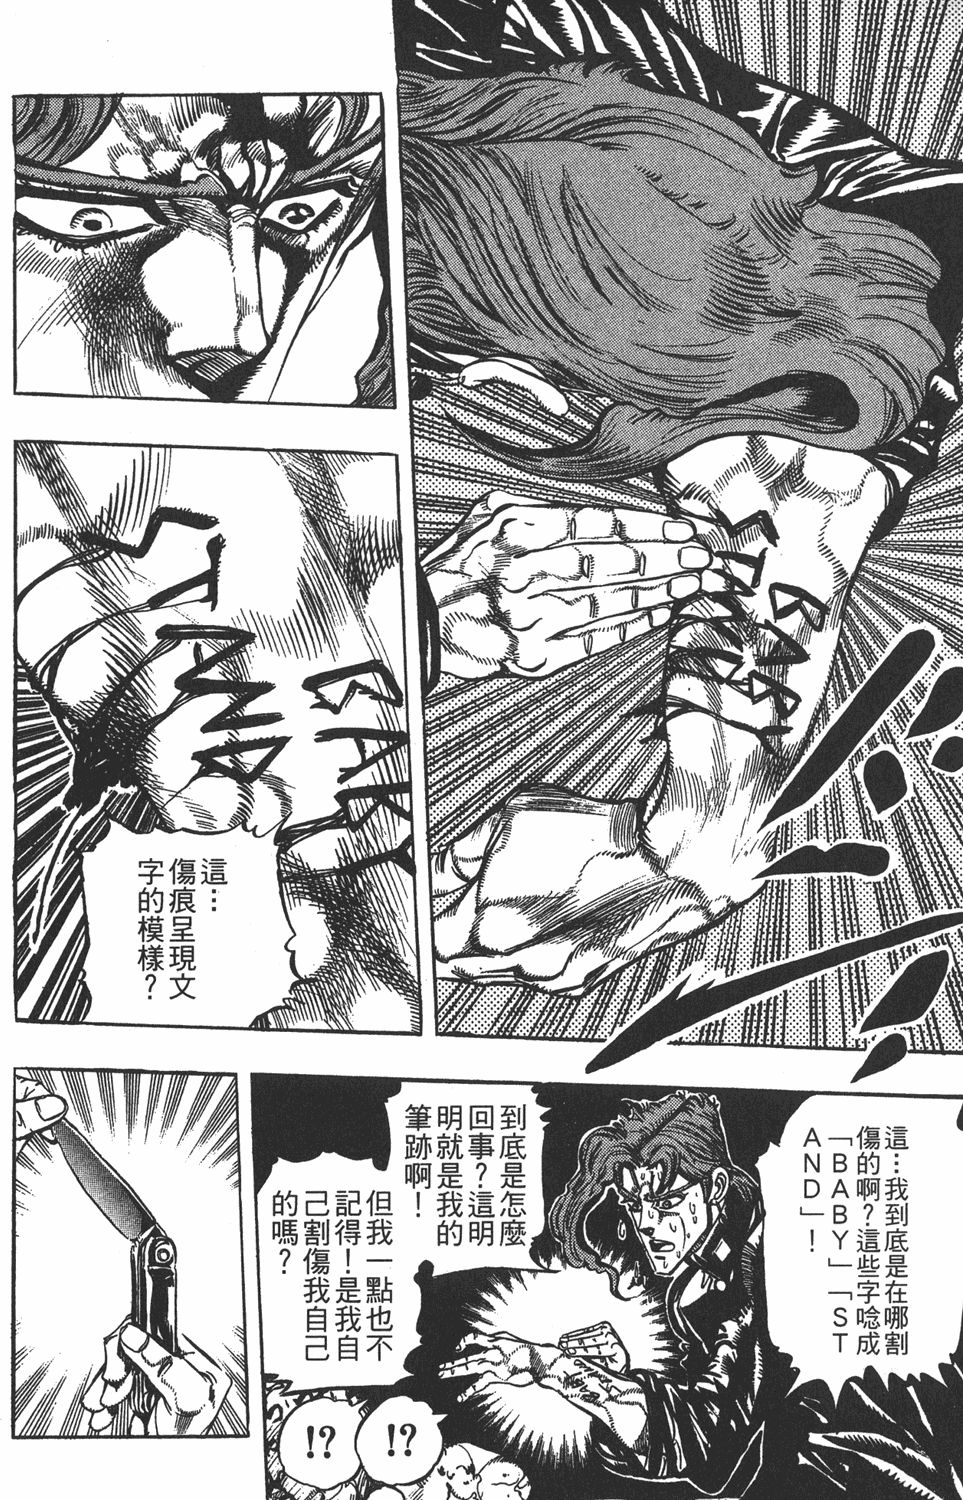 BABY
STAND
BABY
STAND
這…
傷痕呈現文
字的模樣？
這…我到底是在哪割
傷的啊？這些字唸成
「BABY」「ST
AND」！
到底是怎麼
回事？這明
明就是我的
筆跡啊！
但我一點也不
記得！是我自
己割傷我自己
的嗎？
!?
!?